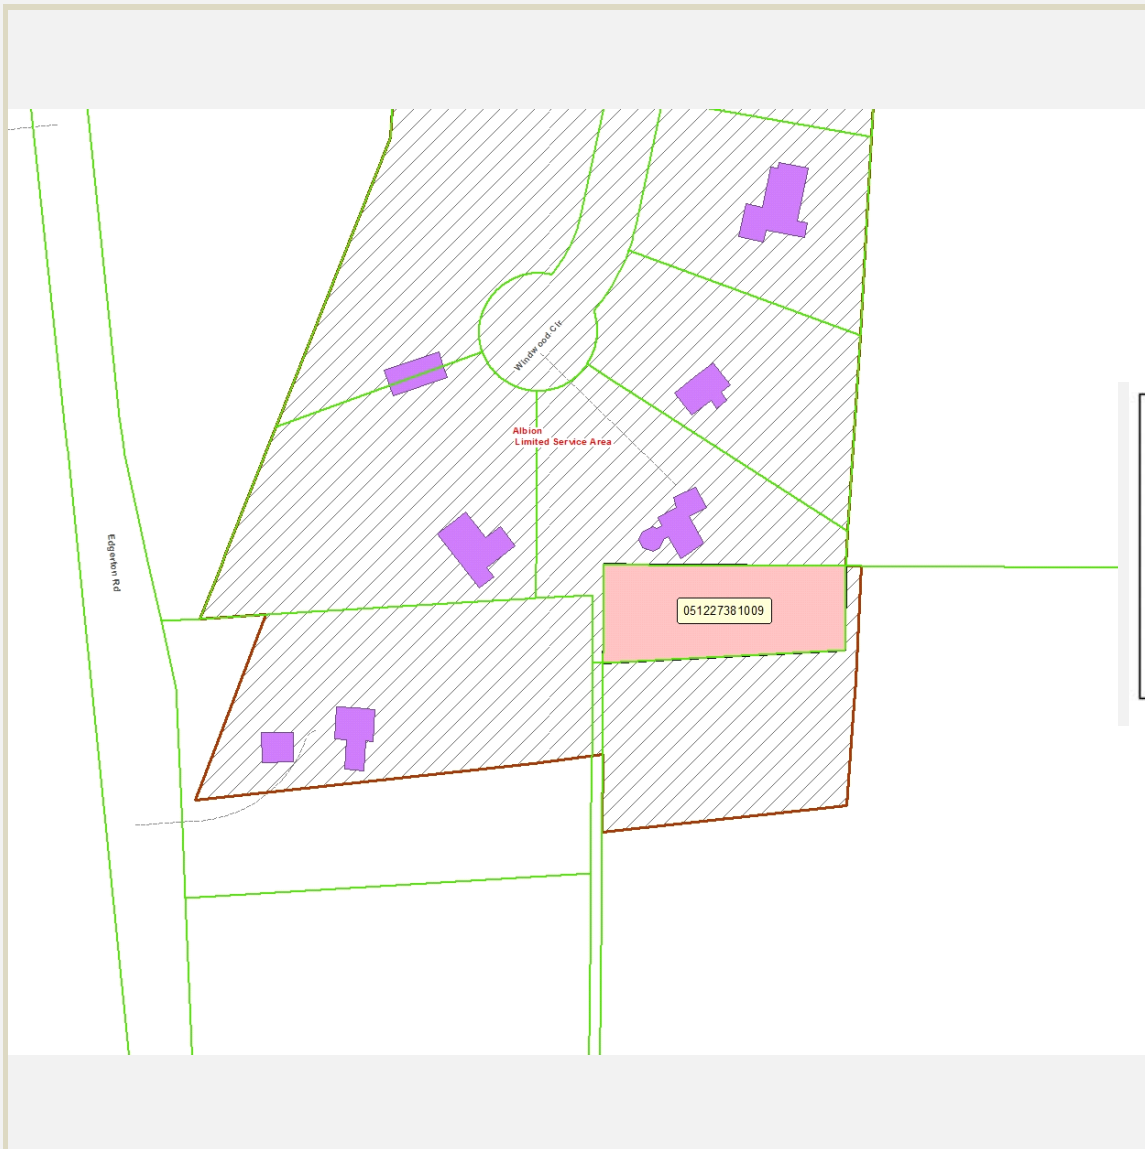 Windwood Cir
Albion
Limited Service Area
Edgerton Rd
051227381009